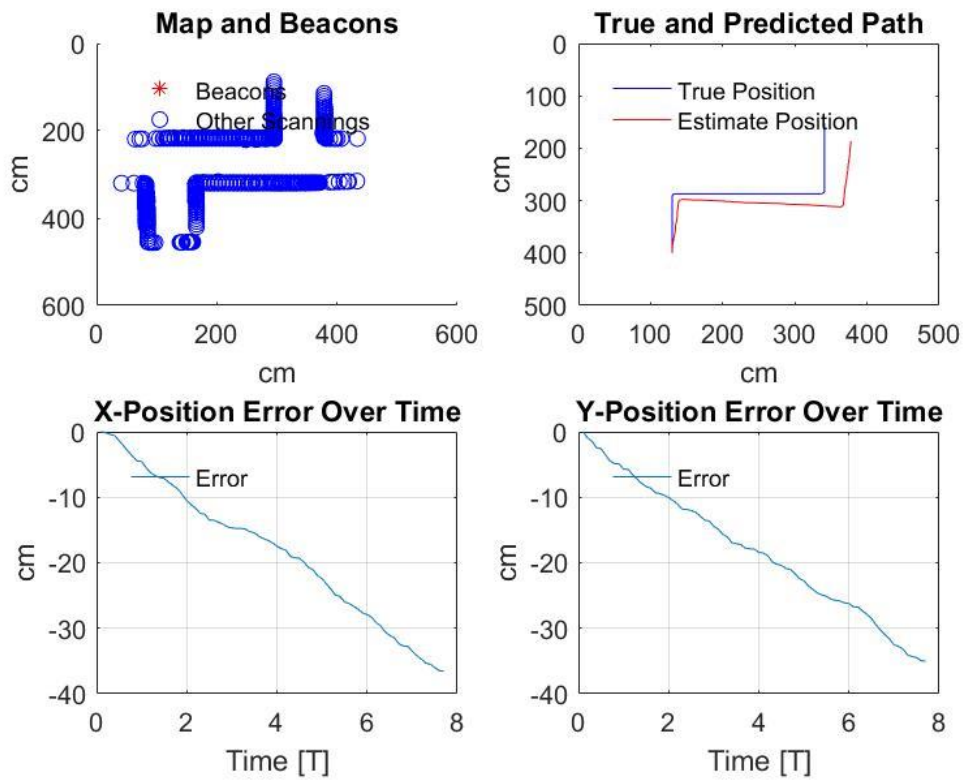 Map and Beacons
0
200
400
600
cm
Beacons
Other Scannings
0
200
400
600
cm
True and Predicted Path
0
100
200
300
400
500
True Position
Estimate Position
0
100
200
300
400
500
cm
X-Position Error Over Time
0
-10
-20
-30
-40
cm
Error
0
2
4
6
8
Time [T]
Y-Position Error Over Time
0
-10
-20
-30
-40
cm
Error
0
2
4
6
8
Time [T]